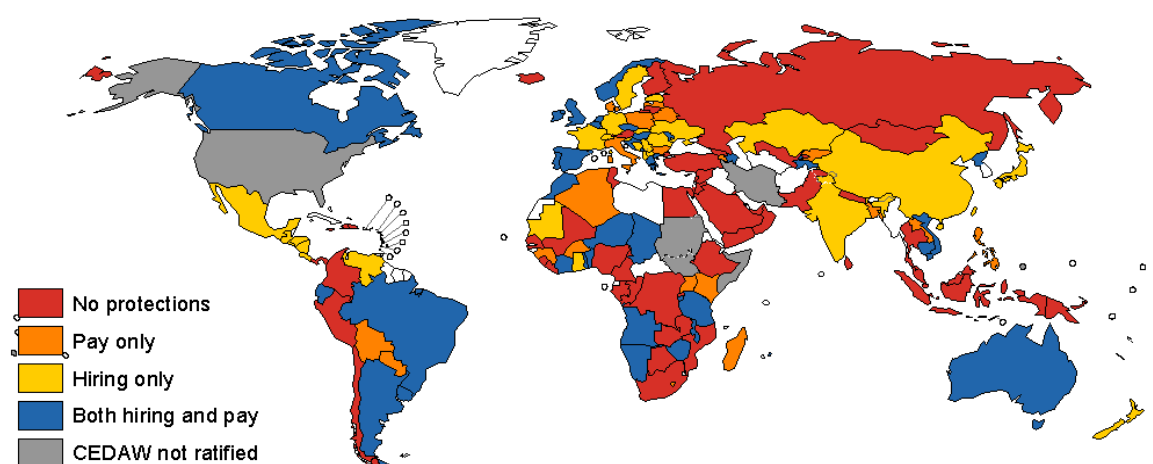 No protections
Pay only
Hiring only
Both hiring and pay
CEDAW not ratified